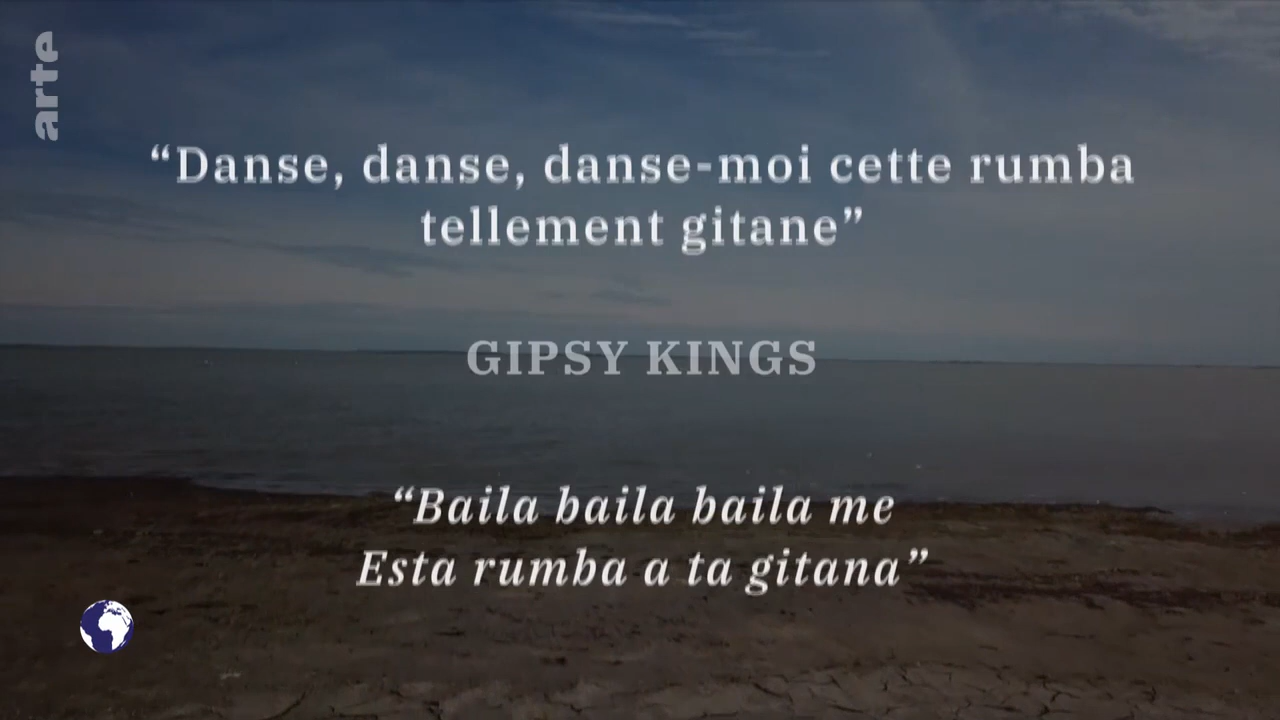 arte
“Danse, danse, danse-moi cette rumba
tellement gitane”
GIPSY KINGS
“Baila baila baila me
Esta rumba a ta gitana”